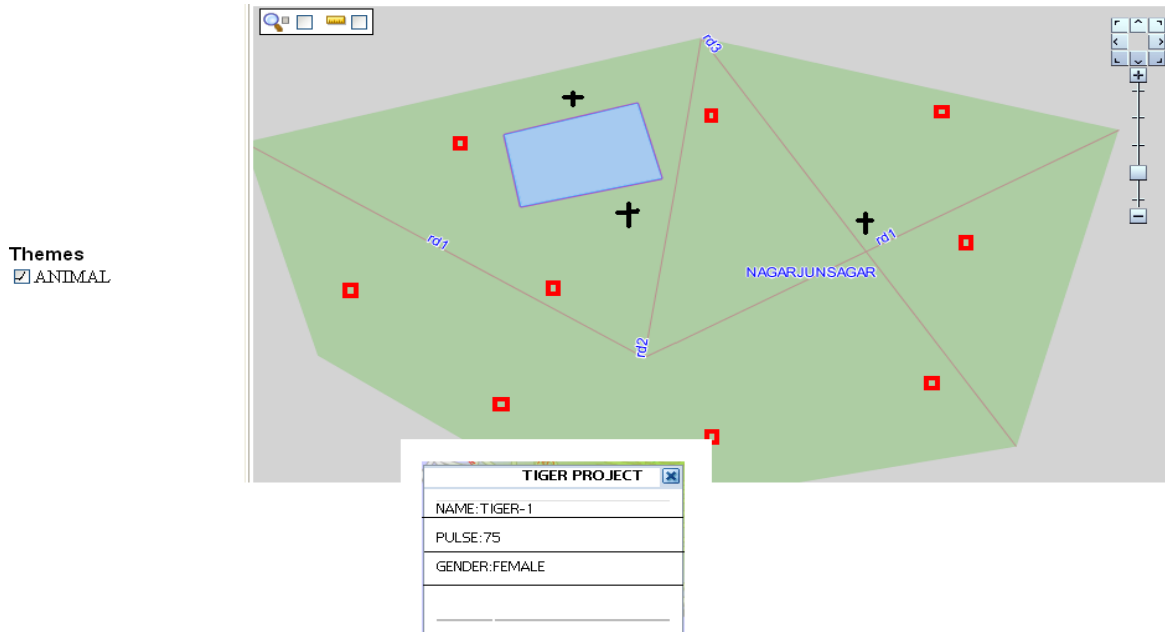 rd3
rd1
rd1
NAGARJUNSAGAR
Themes
ANIMAL
rd2
TIGER PROJECT
NAME:TIGER-1
PULSE:75
GENDER:FEMALE